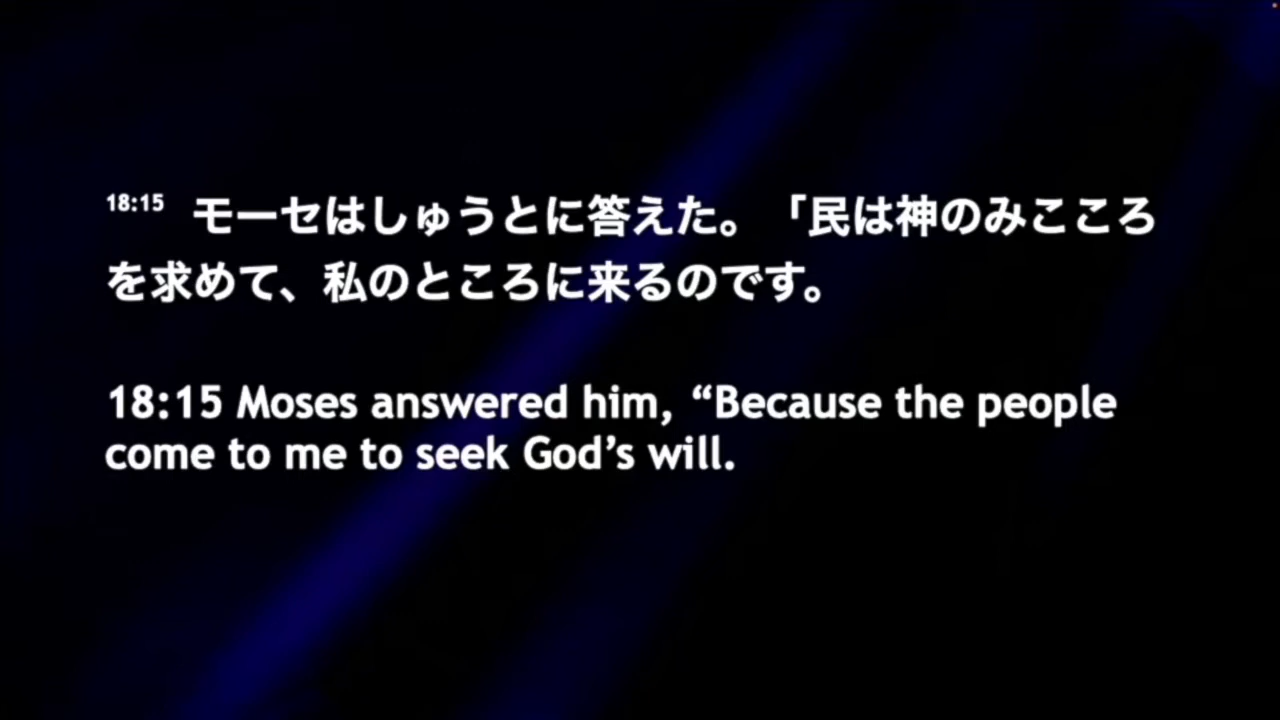 18:15 モーセはしゅうとに答えた。 「民は神のみこころ
を求めて、私のところに来るのです。
18:15 Moses answered him, “Because the people
come to me to seek God’s will.